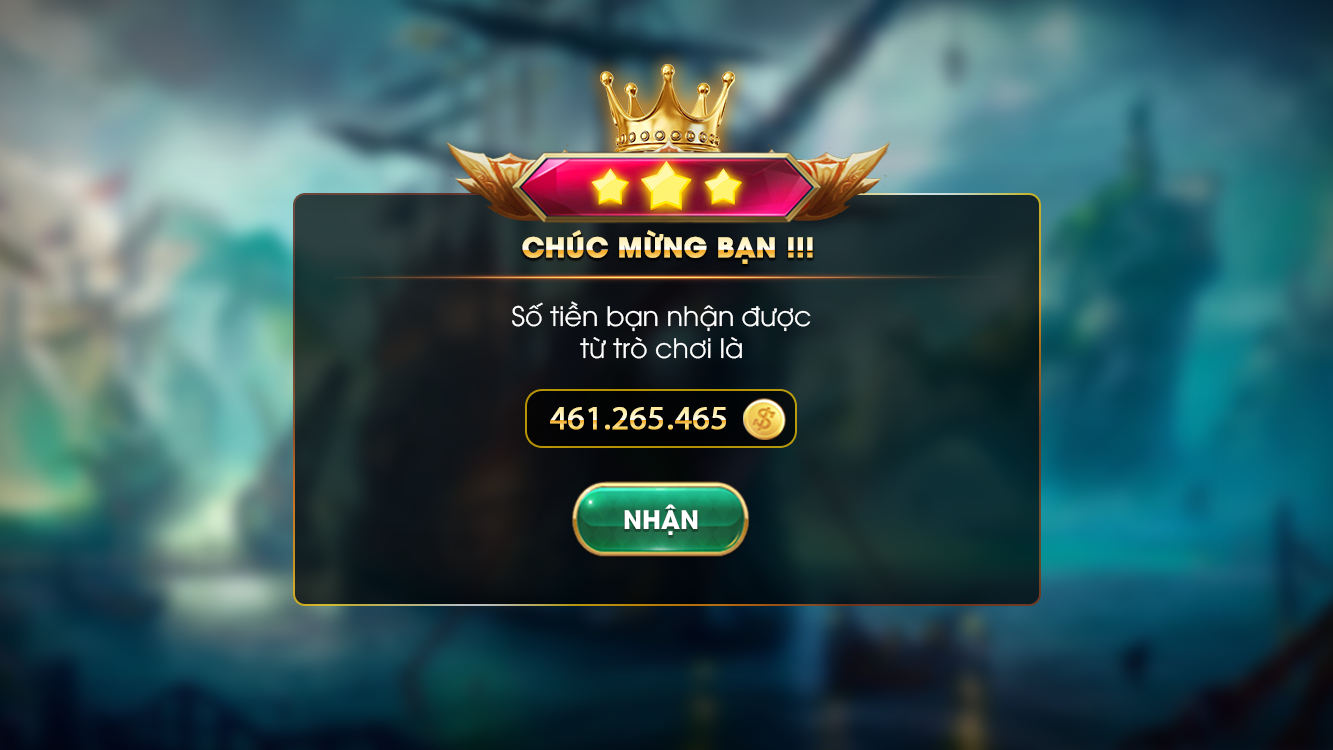 CHÚC MỪNG BẠN !!!
Số tiền bạn nhận được
từ trò chơi là
461.265.465
NHẬN